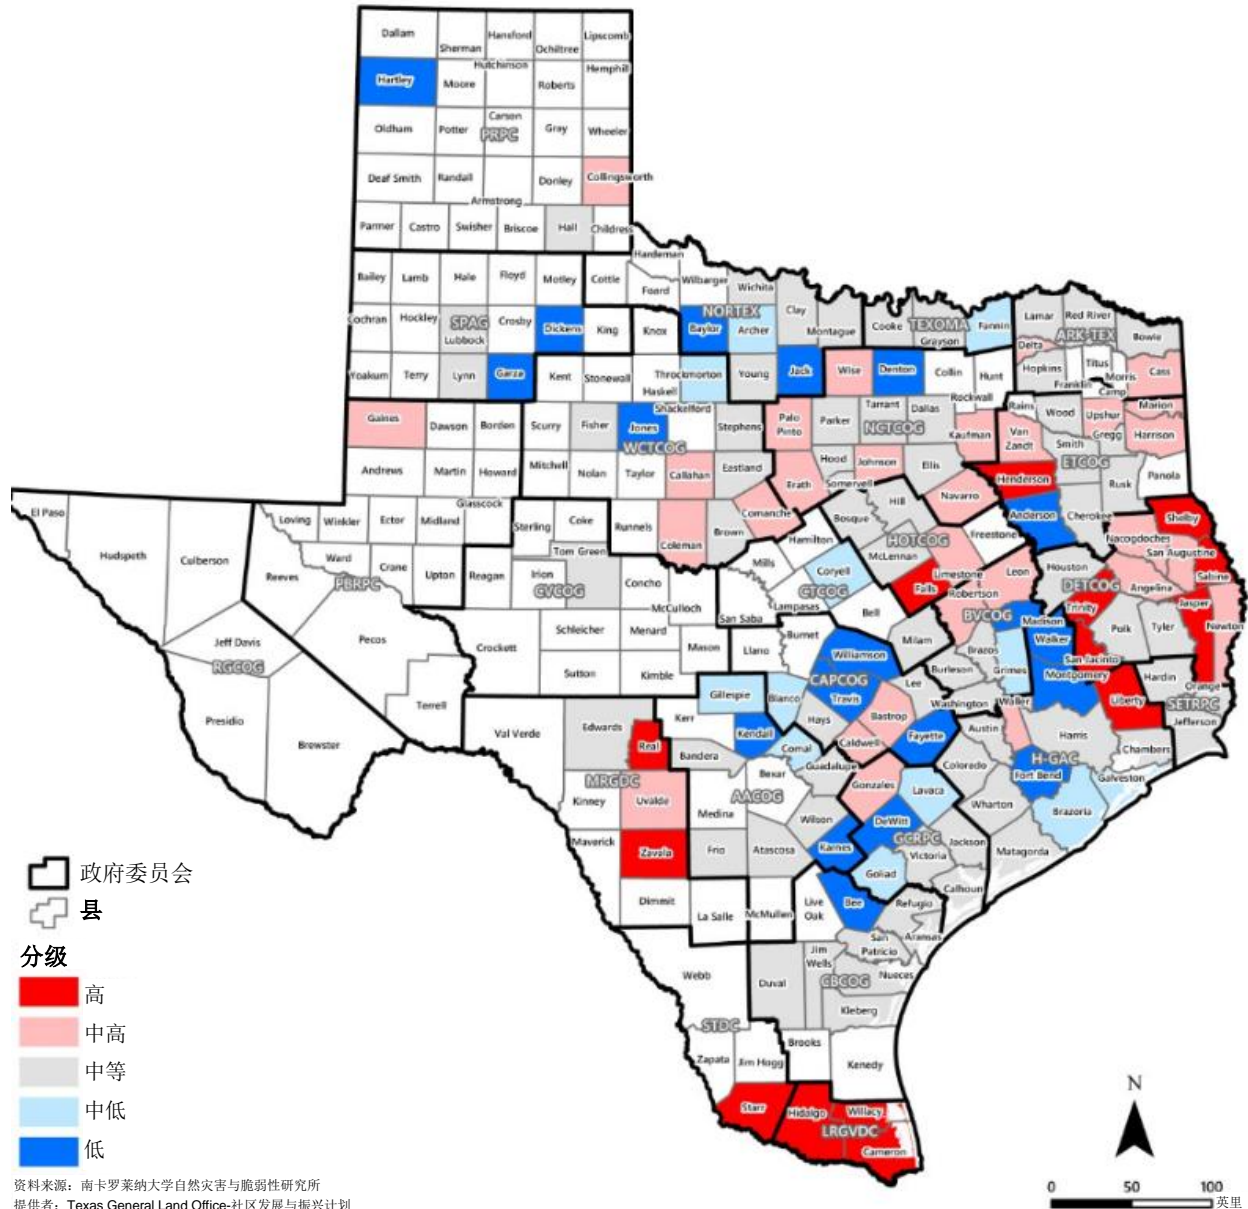 Dallam
Sherman
Hansford
Ochiltree
Lipscomb
Hartley
Moore
Hutchinson
Roberts
Hemphill
Oldham
Potter
Carson
PRPC
Gray
Wheeler
Deaf Smith
Randall
Armstrong
Donley
Collingsworth
Parmer
Castro
Swisher
Briscoe
Hall
Childress
Bailey
Lamb
Hale
Floyd
Motley
Cottle
Hardeman
Foard
Wilbarger
Wichita
Cochran
Hockley
SPAG
Lubbock
Crosby
Dickens
King
Knox
NORTEX
Baylor
Archer
Clay
Montague
Cooke
TEXOMA
Grayson
Fannin
Lamar
Red River
ARK-TEX
Bowie
Delta
Hopkins
Titus
Franklin
Morris
Camp
Cass
Yoakum
Terry
Lynn
Garza
Kent
Stonewall
Haskell
Throckmorton
Young
Jack
Wise
Denton
Collin
Hunt
Rockwall
Rains
Wood
Upshur
Marion
Gregg
Harrison
Gaines
Dawson
Borden
Scurry
Fisher
Jones
Shackelford
WCTCOG
Stephens
Palo
Pinto
Parker
Tarrant
Dallas
NCTCOG
Kaufman
Van
Zandt
Smith
ETCOG
Rusk
Panola
Andrews
Martin
Howard
Mitchell
Nolan
Taylor
Callahan
Eastland
Erath
Hood
Somervell
Johnson
Ellis
Navarro
Henderson
Anderson
Cherokee
Shelby
Nacogdoches
San Augustine
Sabine
El Paso
Hudspeth
Culberson
Loving
Winkler
Ector
Midland
Glasscock
Sterling
Coke
Runnels
Coleman
Brown
Comanche
Hamilton
Bosque
Hill
HOTCOG
McLennan
Freestone
Limestone
Leon
Houston
DETCOG
Angelina
Trinity
Polk
Tyler
Jasper
Newton
Reeves
Ward
PBRPC
Crane
Upton
Reagan
Irion
Tom Green
CVCOG
Concho
McCulloch
Mills
San Saba
Lampasas
Coryell
CTCOG
Bell
Falls
Robertson
BVCOG
Madison
Walker
San Jacinto
Jeff Davis
RGCOG
Pecos
Crockett
Schleicher
Menard
Mason
Llano
Burnet
Williamson
Milam
Brazos
Burleson
Grimes
Montgomery
Liberty
Hardin
Orange
SETRPC
Jefferson
Presidio
Brewster
Terrell
Sutton
Kimble
Gillespie
Blanco
CAPCOG
Travis
Lee
Washington
Waller
Bastrop
Fayette
Austin
Harris
H-GAC
Chambers
Galveston
Fort Bend
Brazoria
Val Verde
Edwards
Real
Kerr
Bandera
Kendall
Comal
Hays
Caldwell
Guadalupe
Colorado
Wharton
Matagorda
MRGDC
Kinney
Uvalde
Medina
AACOG
Bexar
Wilson
Gonzales
Lavaca
DeWitt
GCRPC
Victoria
Jackson
Calhoun
Maverick
Zavala
Frio
Atascosa
Karnes
Goliad
Dimmit
La Salle
McMullen
Live
Oak
Bee
Refugio
Aransas
San
Patricio
Webb
Duval
Jim
Wells
Nueces
CBCOG
Kleberg
STDC
Zapata
Jim Hogg
Brooks
Kenedy
Starr
Hidalgo
Willacy
LRGVDC
Cameron
政府委员会
县
分级
高
中高
中等
中低
低
资料来源：南卡罗莱纳大学自然灾害与脆弱性研究所
提供者：Texas General Land Office-社区发展与振兴计划
N
0 50 100
英里